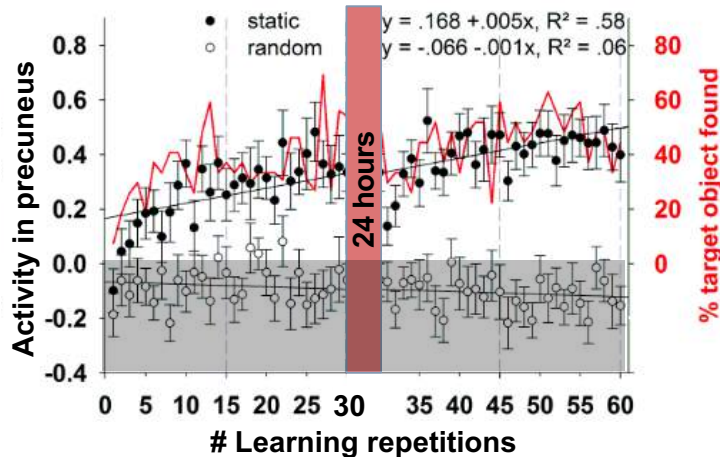 static y = .168 +.005x, R² = .58
random y = -.066 -.001x, R² = .06
Activity in precuneus
0.8
0.6
0.4
0.2
0.0
-0.2
-0.4
24 hours
80
60
40
20
0
% target object found
0 5 10 15 20 25 30 35 40 45 50 55 60
# Learning repetitions